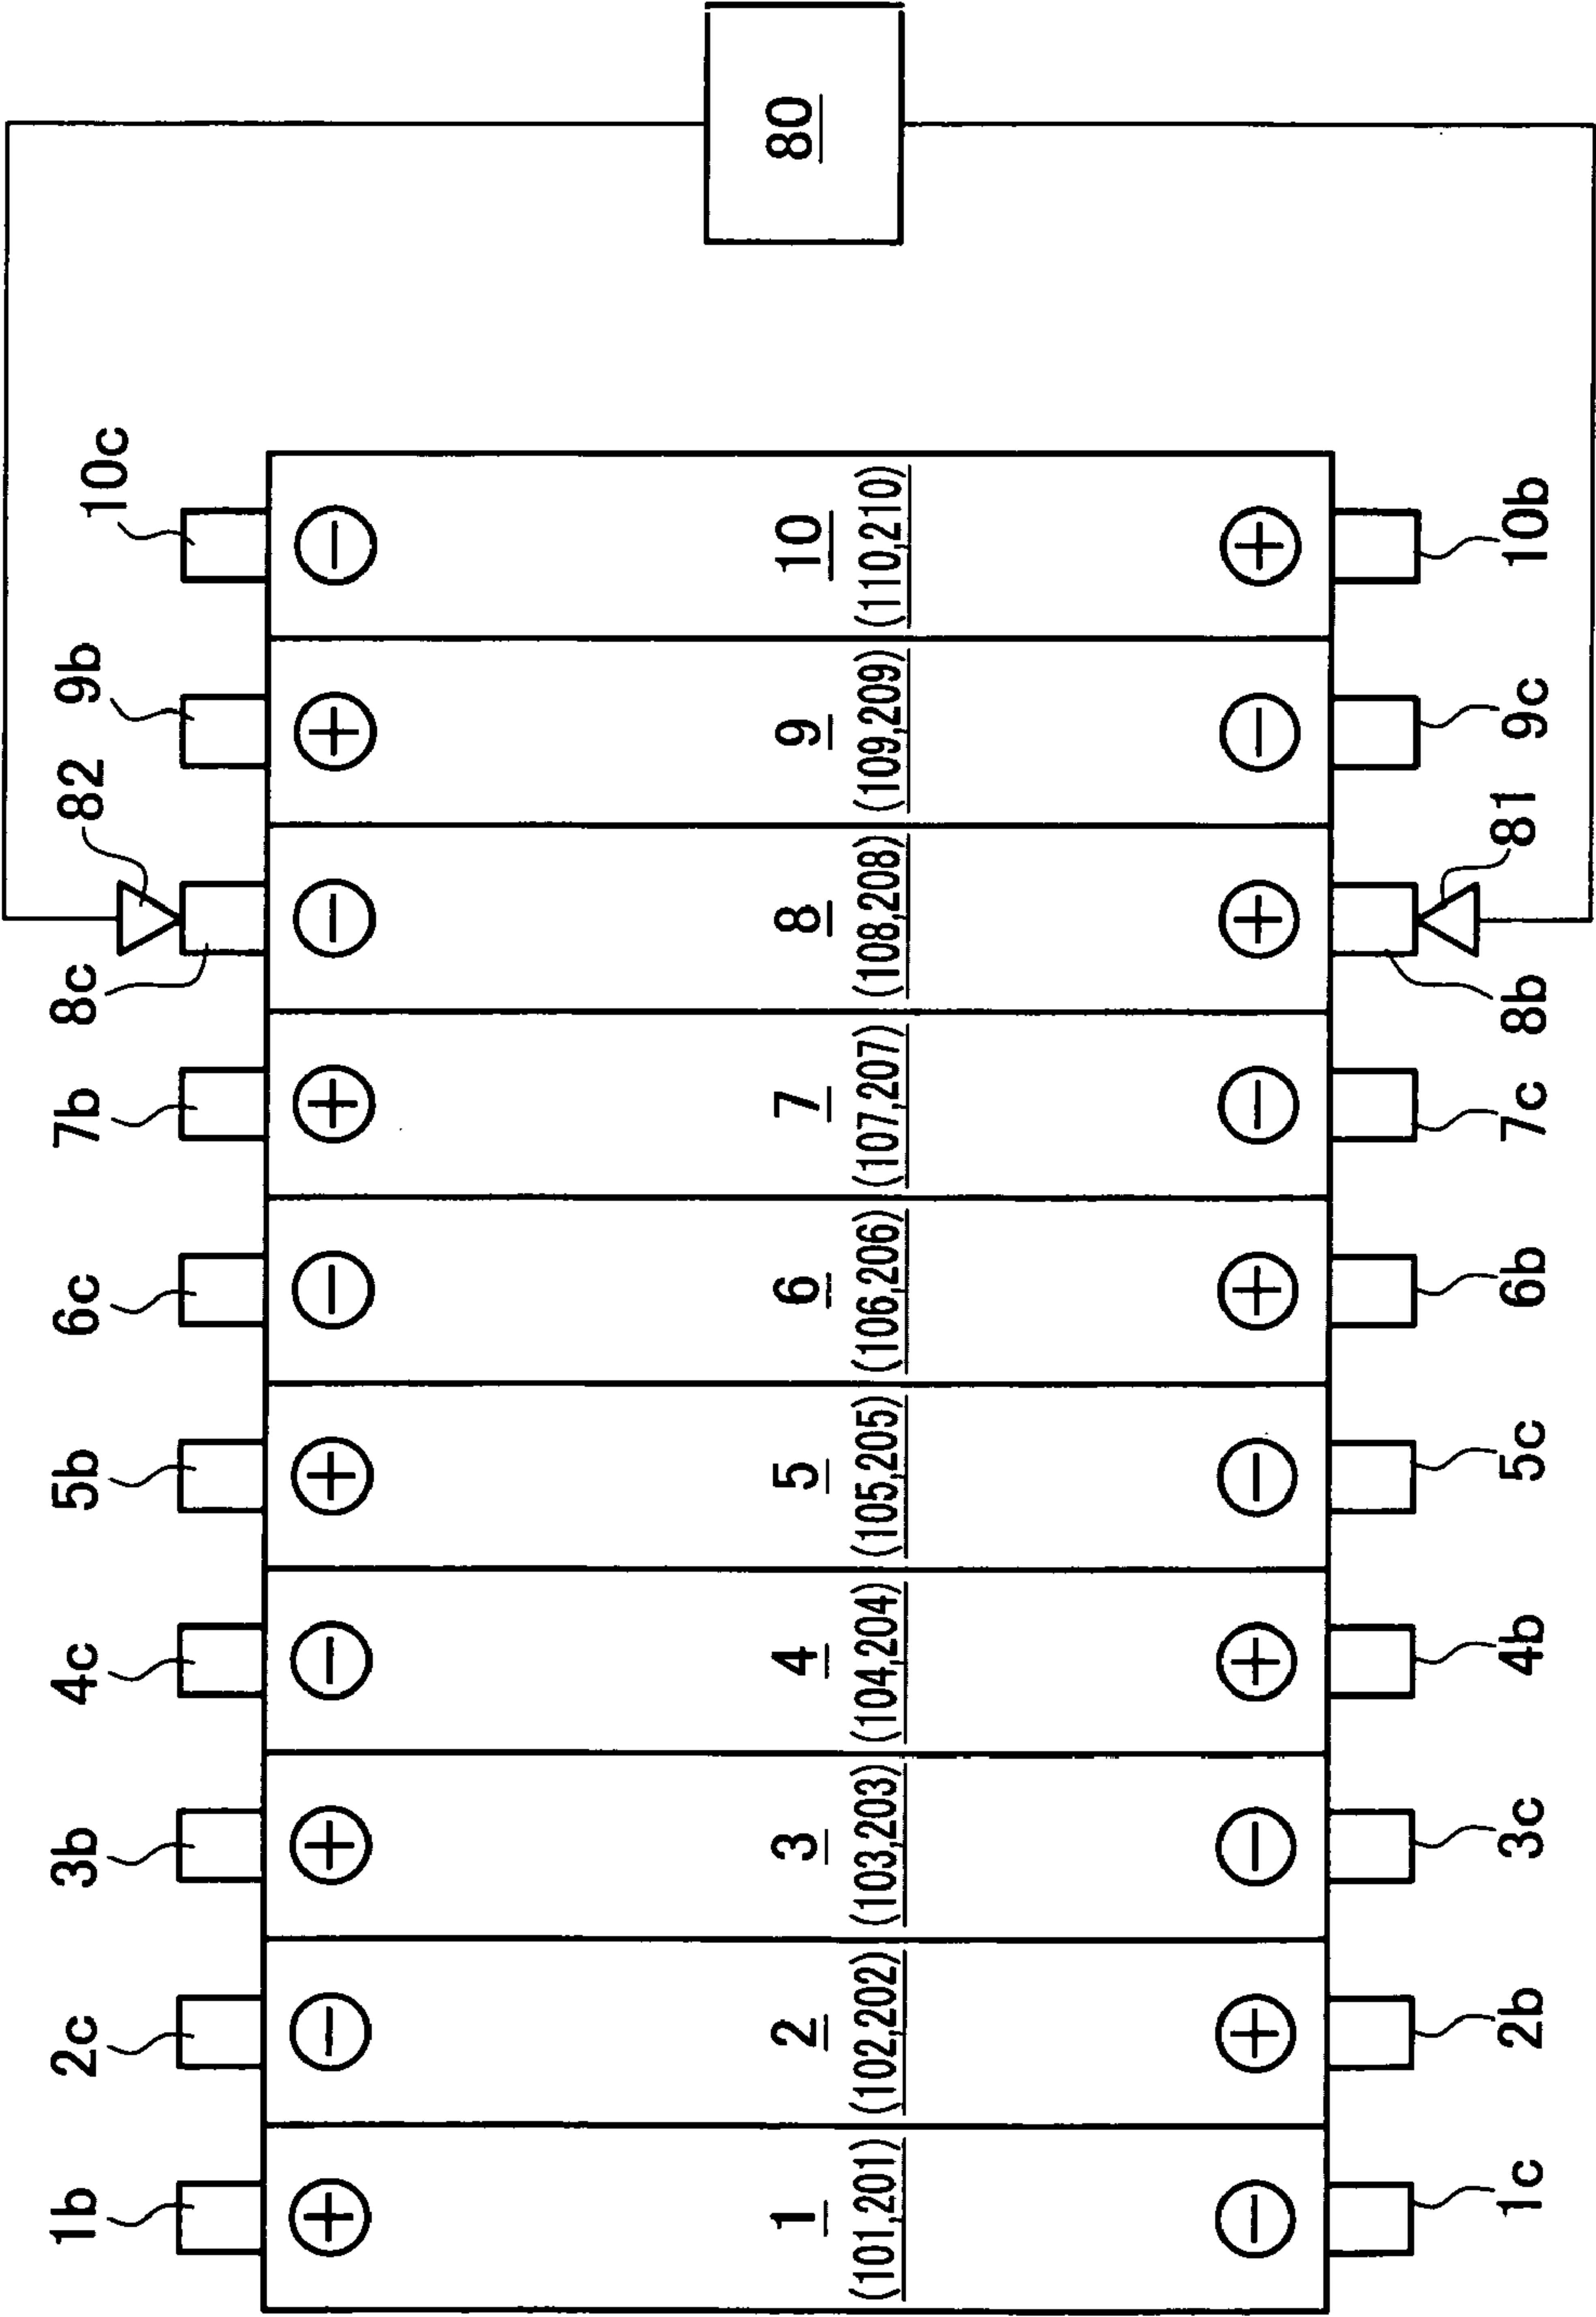 1b 2c 3b 4c 5b 6c 7b 8c 82 9b 10c
⊕ ⊖ ⊕ ⊖ ⊕ ⊖ ⊕ ⊖ ⊕ ⊖
1 2 3 4 5 6 7 8 9 10 80
(101,201) (102,202) (103,203) (104,204) (105,205) (106,206) (107,207) (108,208) (109,209) (110,210)
⊖ ⊕ ⊖ ⊕ ⊖ ⊕ ⊖ ⊕ ⊖ ⊕
1c 2b 3c 4b 5c 6b 7c 8b 81 9c 10b